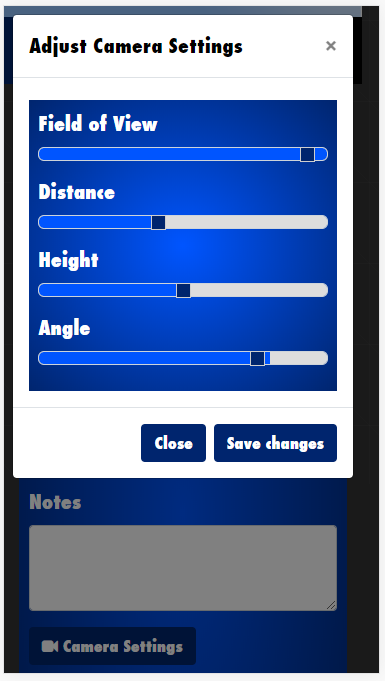 Adjust Camera Settings ×
Field of View
Distance
Height
Angle
Close Save changes
Notes
Camera Settings